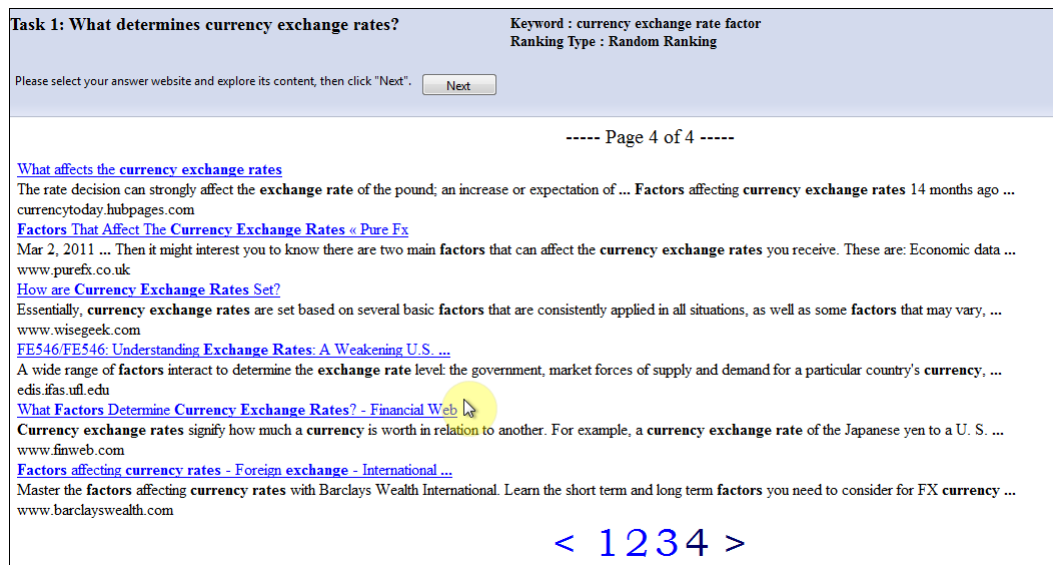 Task 1: What determines currency exchange rates?
Keyword : currency exchange rate factor
Ranking Type : Random Ranking
Please select your answer website and explore its content, then click "Next".
Next
----- Page 4 of 4 -----
What affects the currency exchange rates
The rate decision can strongly affect the exchange rate of the pound; an increase or expectation of ... Factors affecting currency exchange rates 14 months ago ...
currencytoday.hubpages.com
Factors That Affect The Currency Exchange Rates « Pure Fx
Mar 2, 2011 ... Then it might interest you to know there are two main factors that can affect the currency exchange rates you receive. These are: Economic data ...
www.purefx.co.uk
How are Currency Exchange Rates Set?
Essentially, currency exchange rates are set based on several basic factors that are consistently applied in all situations, as well as some factors that may vary, ...
www.wisegeek.com
FE546/FE546: Understanding Exchange Rates: A Weakening U.S. ...
A wide range of factors interact to determine the exchange rate level: the government, market forces of supply and demand for a particular country's currency, ...
edis.ifas.ufl.edu
What Factors Determine Currency Exchange Rates? - Financial Web
Currency exchange rates signify how much a currency is worth in relation to another. For example, a currency exchange rate of the Japanese yen to a U. S. ...
www.finweb.com
Factors affecting currency rates - Foreign exchange - International ...
Master the factors affecting currency rates with Barclays Wealth International. Learn the short term and long term factors you need to consider for FX currency ...
www.barclayswealth.com
< 1 2 3 4 >